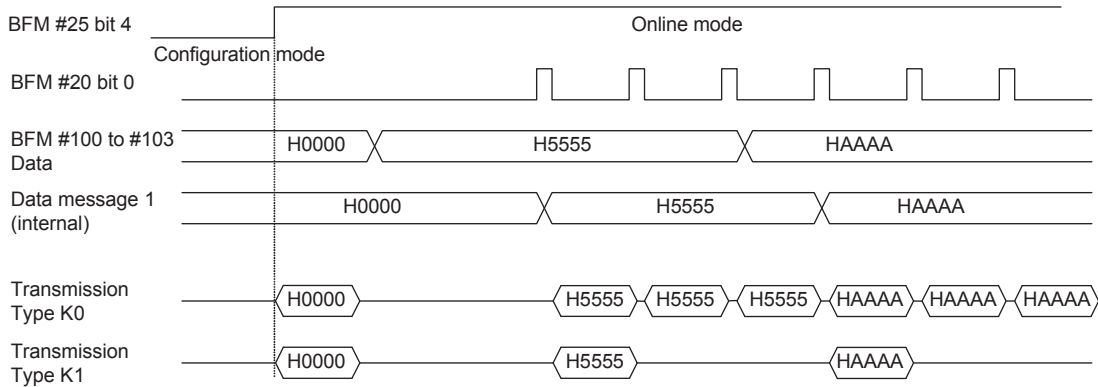 BFM #25 bit 4
Online mode
Configuration mode
BFM #20 bit 0
BFM #100 to #103
Data
H0000
H5555
HAAAA
Data message 1
(internal)
H0000
H5555
HAAAA
Transmission
Type K0
H0000
H5555
H5555
H5555
HAAAA
HAAAA
HAAAA
Transmission
Type K1
H0000
H5555
HAAAA